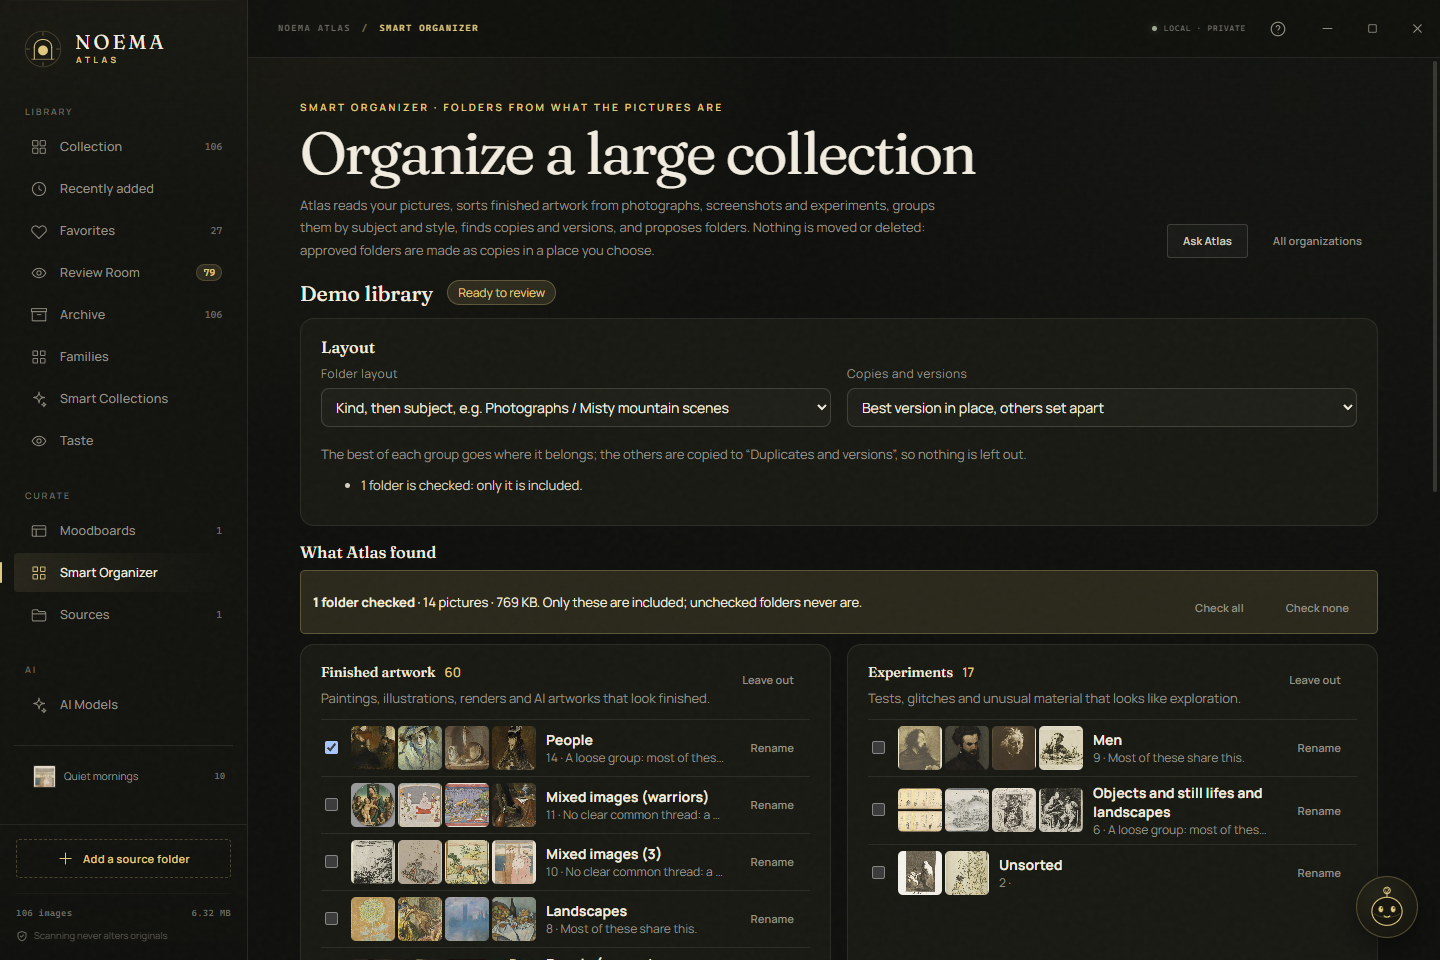 NOEMA
ATLAS
NOEMA ATLAS / SMART ORGANIZER
LOCAL · PRIVATE
LIBRARY
Collection 106
Recently added
Favorites 27
Review Room 79
Archive 106
Families
Smart Collections
Taste
CURATE
Moodboards 1
Smart Organizer
Sources 1
AI
AI Models
Quiet mornings 10
Add a source folder
106 images 6.32 MB
Scanning never alters originals
SMART ORGANIZER · FOLDERS FROM WHAT THE PICTURES ARE
Organize a large collection
Atlas reads your pictures, sorts finished artwork from photographs, screenshots and experiments, groups
them by subject and style, finds copies and versions, and proposes folders. Nothing is moved or deleted:
approved folders are made as copies in a place you choose.
Ask Atlas
All organizations
Demo library
Ready to review
Layout
Folder layout
Kind, then subject, e.g. Photographs / Misty mountain scenes
Copies and versions
Best version in place, others set apart
The best of each group goes where it belongs; the others are copied to “Duplicates and versions”, so nothing is left out.
• 1 folder is checked: only it is included.
What Atlas found
1 folder checked · 14 pictures · 769 KB. Only these are included; unchecked folders never are.
Check all
Check none
Finished artwork 60
Leave out
Paintings, illustrations, renders and AI artworks that look finished.
People
14 · A loose group: most of thes...
Rename
Mixed images (warriors)
11 · No clear common thread: a ...
Rename
Mixed images (3)
10 · No clear common thread: a ...
Rename
Landscapes
8 · Most of these share this.
Rename
Experiments 17
Leave out
Tests, glitches and unusual material that looks like exploration.
Men
9 · Most of these share this.
Rename
Objects and still lifes and
landscapes
6 · A loose group: most of thes...
Rename
Unsorted
2 ·
Rename